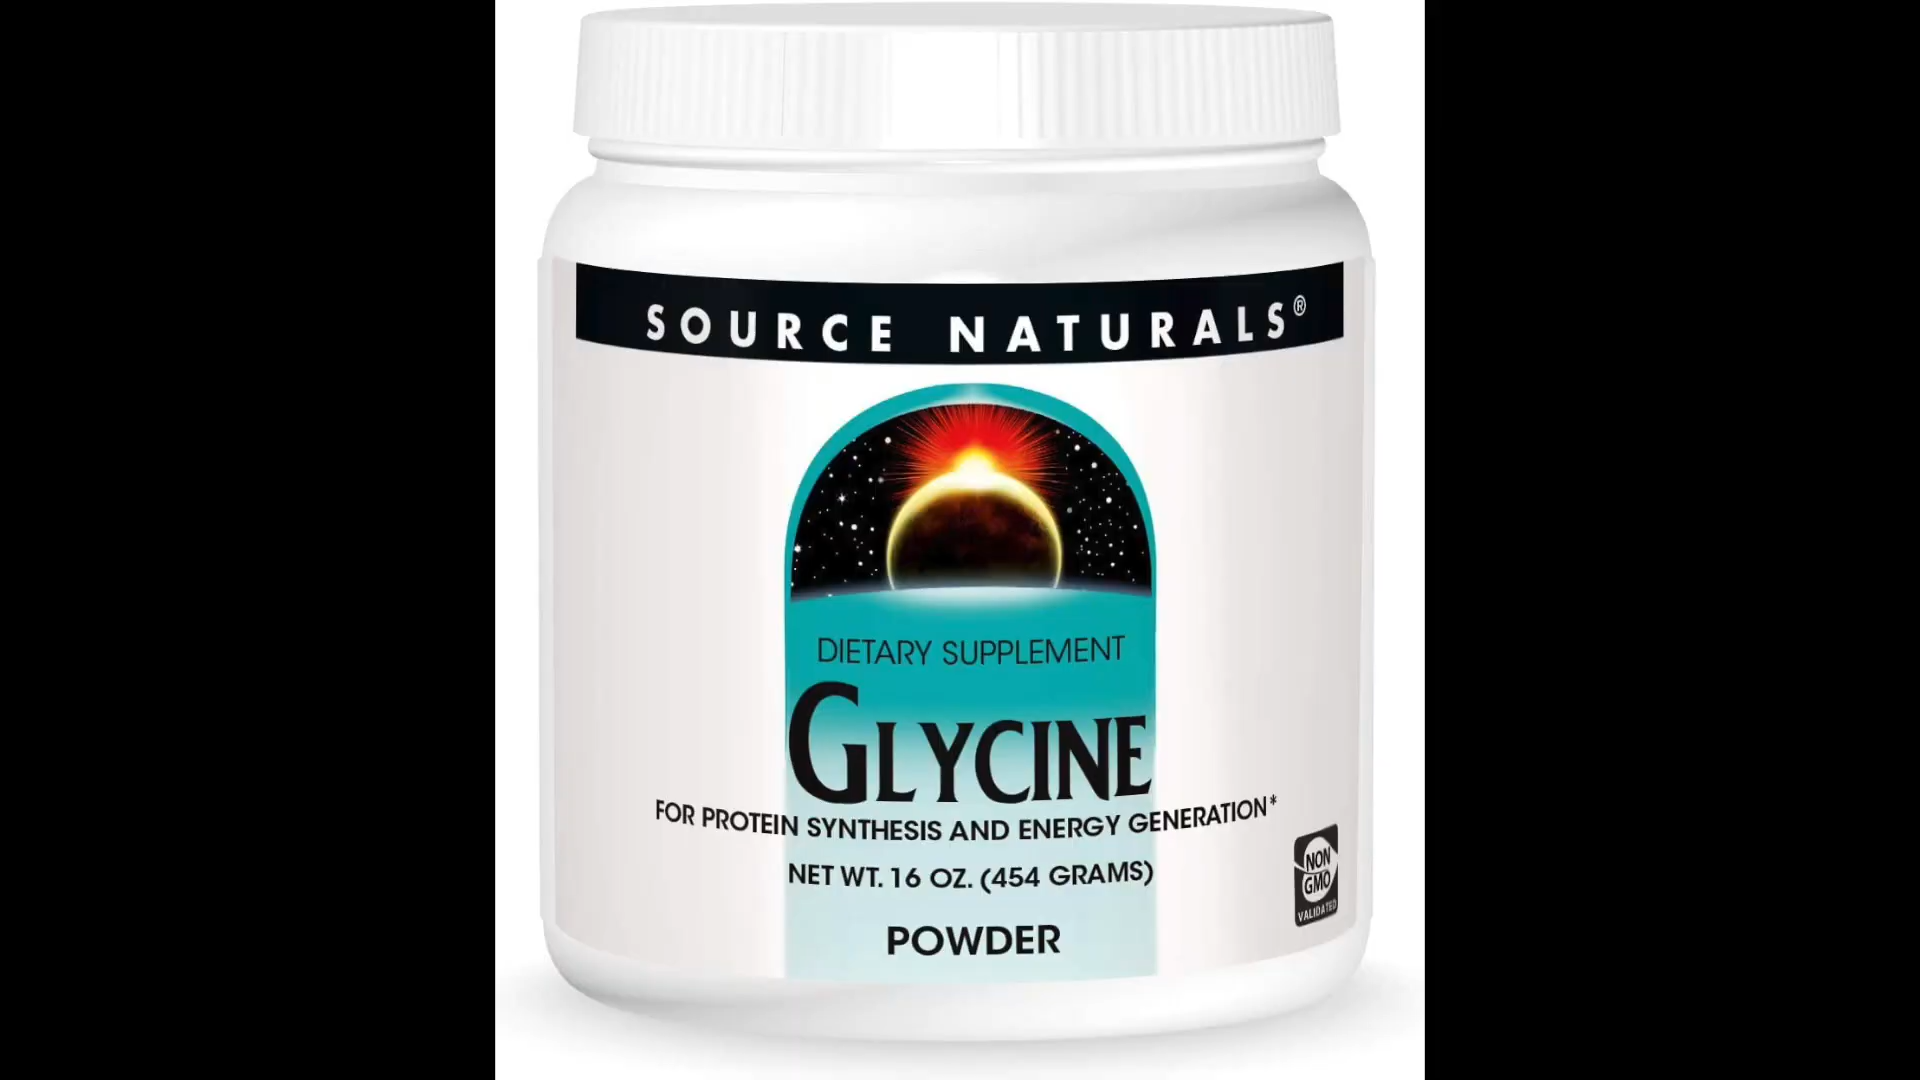 SOURCE NATURALS®
DIETARY SUPPLEMENT
GLYCINE
FOR PROTEIN SYNTHESIS AND ENERGY GENERATION*
NET WT. 16 OZ. (454 GRAMS)
POWDER
NON
GMO
VALIDATED